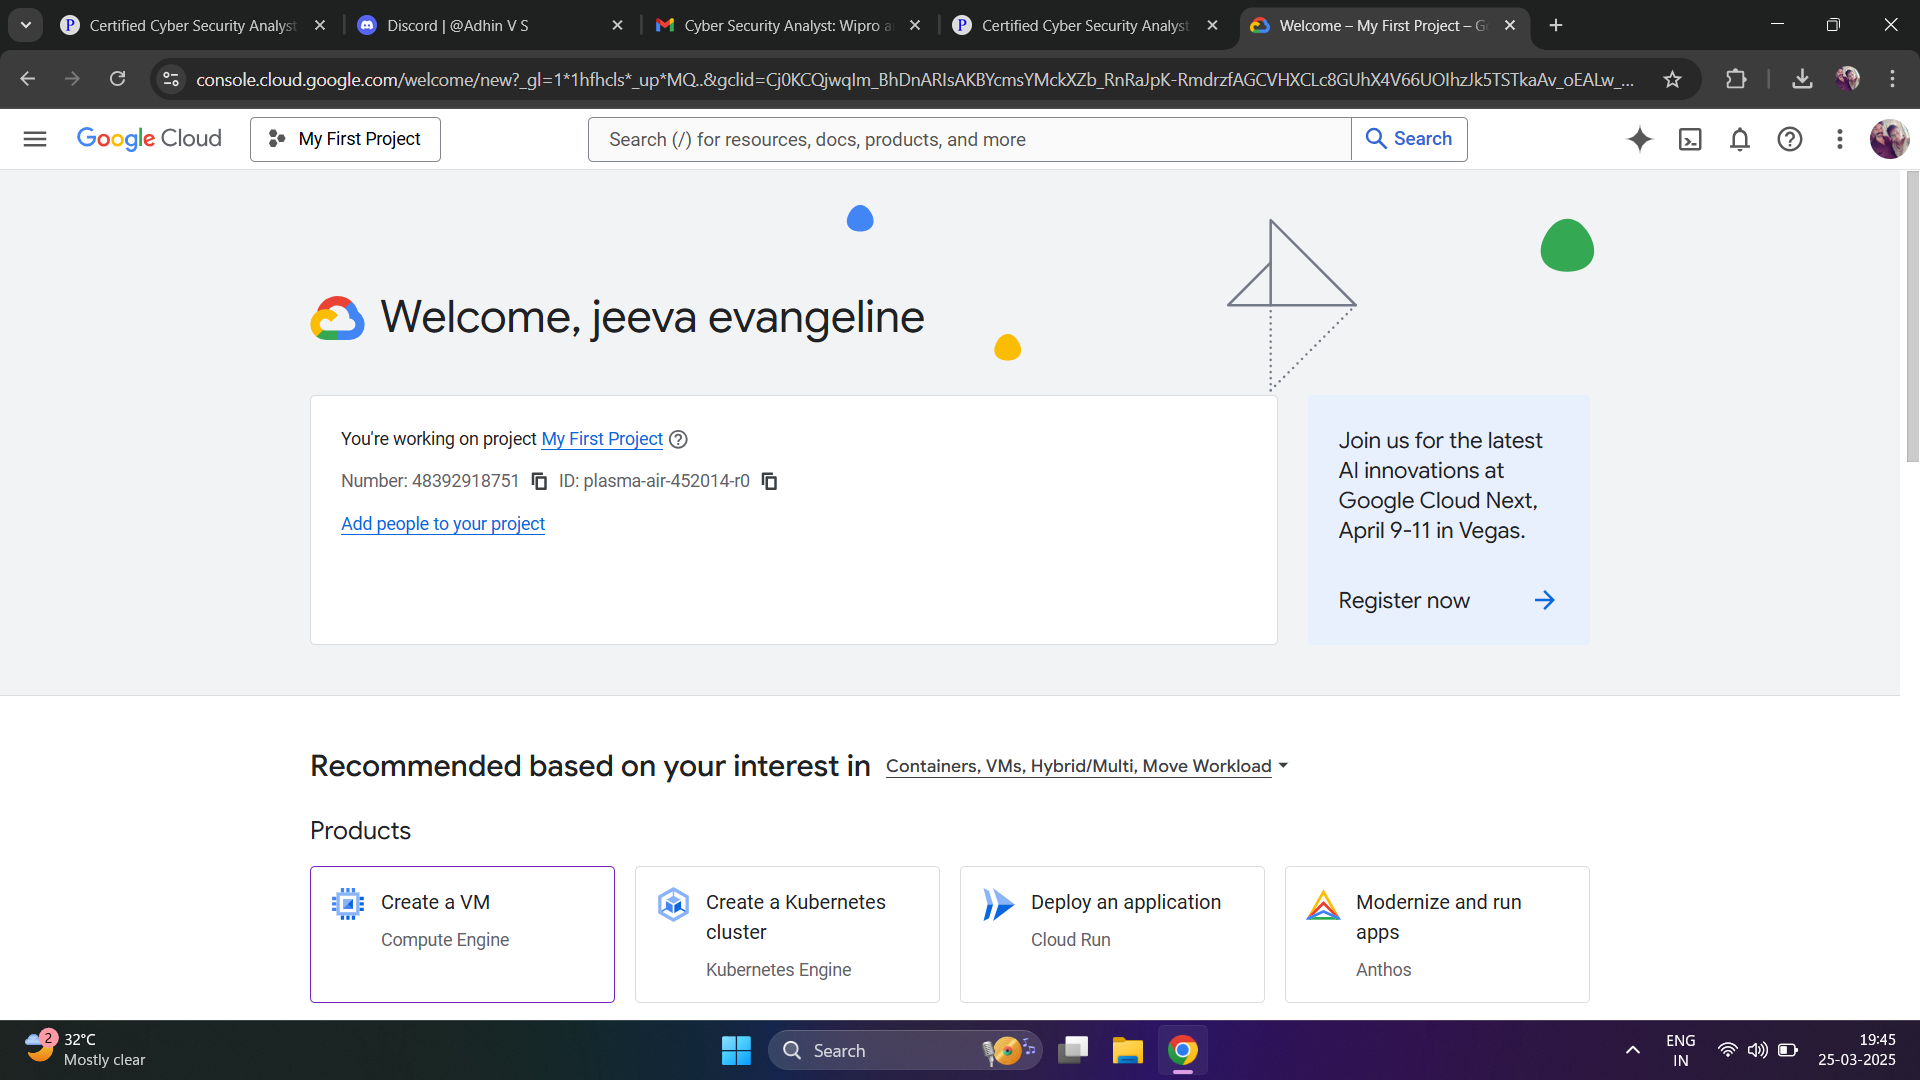 Certified Cyber Security Analyst
Discord | @Adhin V S
Cyber Security Analyst: Wipro a
Certified Cyber Security Analyst
Welcome – My First Project – G
console.cloud.google.com/welcome/new?_gl=1*1hfhcls*_up*MQ..&gclid=Cj0KCQjwqIm_BhDnARIsAKBYcmsYMckXZb_RnRaJpK-RmdrzfAGCVHXCLc8GUhX4V66UOIhzJk5TSTkaAv_oEALw_...
Google Cloud
My First Project
Search (/) for resources, docs, products, and more
Search
Welcome, jeeva evangeline
You're working on project My First Project
Number: 48392918751 ID: plasma-air-452014-r0
Add people to your project
Join us for the latest
AI innovations at
Google Cloud Next,
April 9-11 in Vegas.
Register now
Recommended based on your interest in Containers, VMs, Hybrid/Multi, Move Workload
Products
Create a VM
Compute Engine
Create a Kubernetes
cluster
Kubernetes Engine
Deploy an application
Cloud Run
Modernize and run
apps
Anthos
2
32°C
Mostly clear
Search
ENG
IN
19:45
25-03-2025